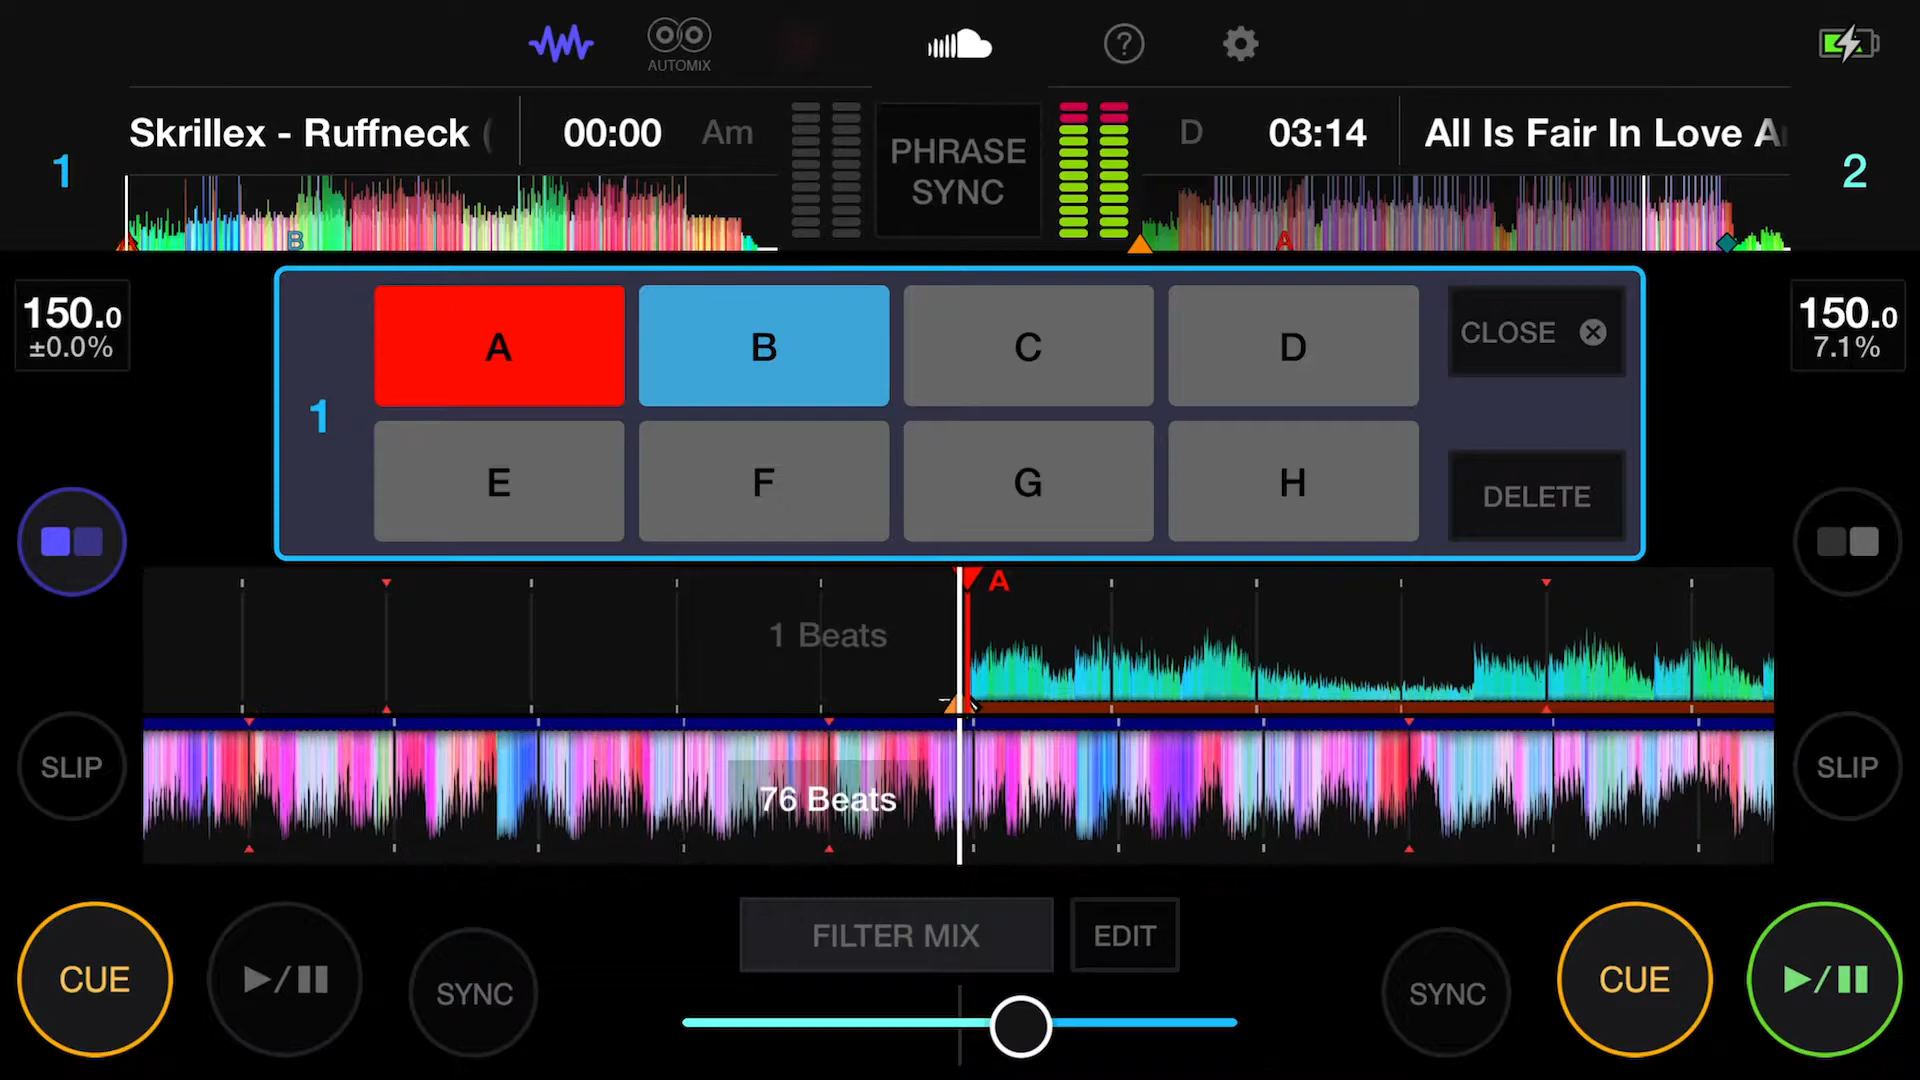 AUTOMIX
?
1
Skrillex - Ruffneck (
00:00
Am
PHRASE
SYNC
D
03:14
All Is Fair In Love A
2
B
A
150.0
±0.0%
150.0
7.1%
1
A
B
C
D
CLOSE
E
F
G
H
DELETE
A
1 Beats
SLIP
76 Beats
SLIP
FILTER MIX
EDIT
CUE
SYNC
SYNC
CUE